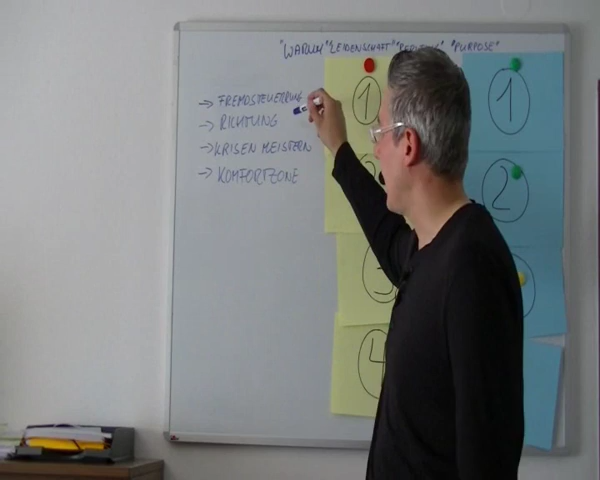 "WARUM" "LEIDENSCHAFT" "PURPOSE"
→ FREMDSTEUERUNG
→ RICHTUNG
→ KRISEN MEISTERN
→ KOMFORTZONE
1
2
3
4
1
2